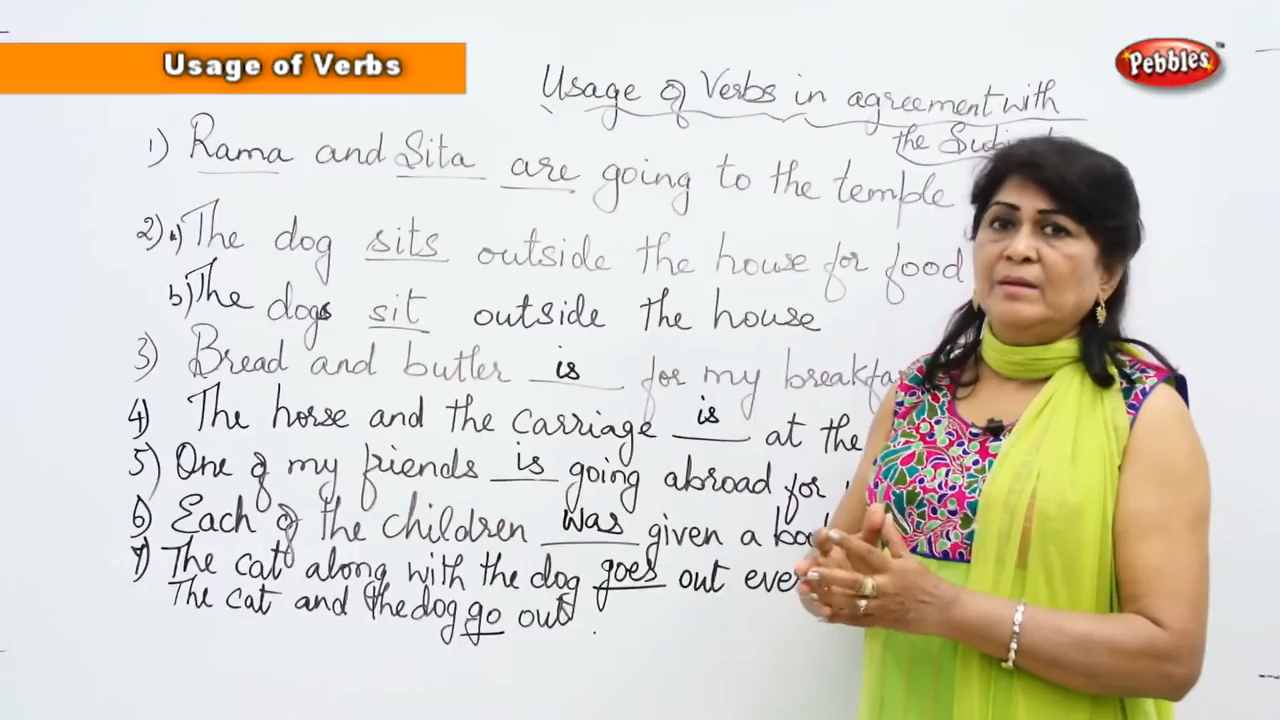 Usage of Verbs
Pebbles™
Usage of Verbs in agreement with
the
1) Rama and Sita are going to the temple
2) a) The dog sits outside the house for food
b) The dogs sit outside the house
3) Bread and butter is for my
4) The horse and the carriage is at the
5) One of my friends is going abroad for
6) Each of the children was given a
7) The cat along with the dog goes out
The cat and the dog go out.